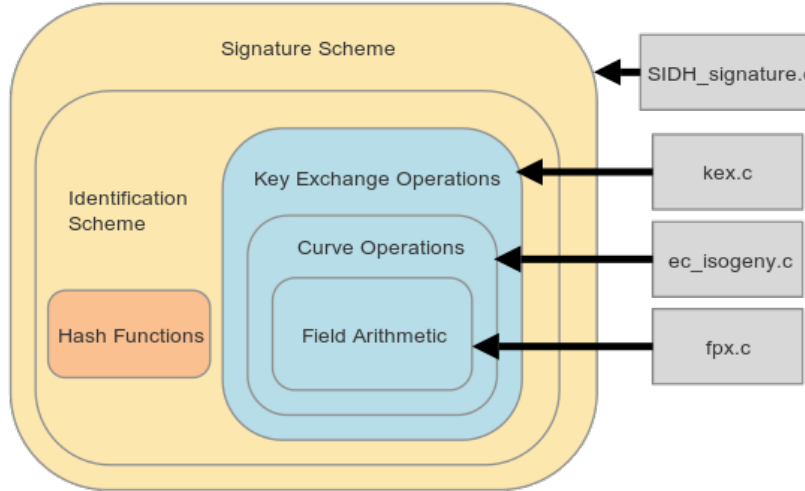 Signature Scheme
SIDH_signature.c
Key Exchange Operations
kex.c
Identification
Scheme
Curve Operations
ec_isogeny.c
Hash Functions
Field Arithmetic
fpx.c